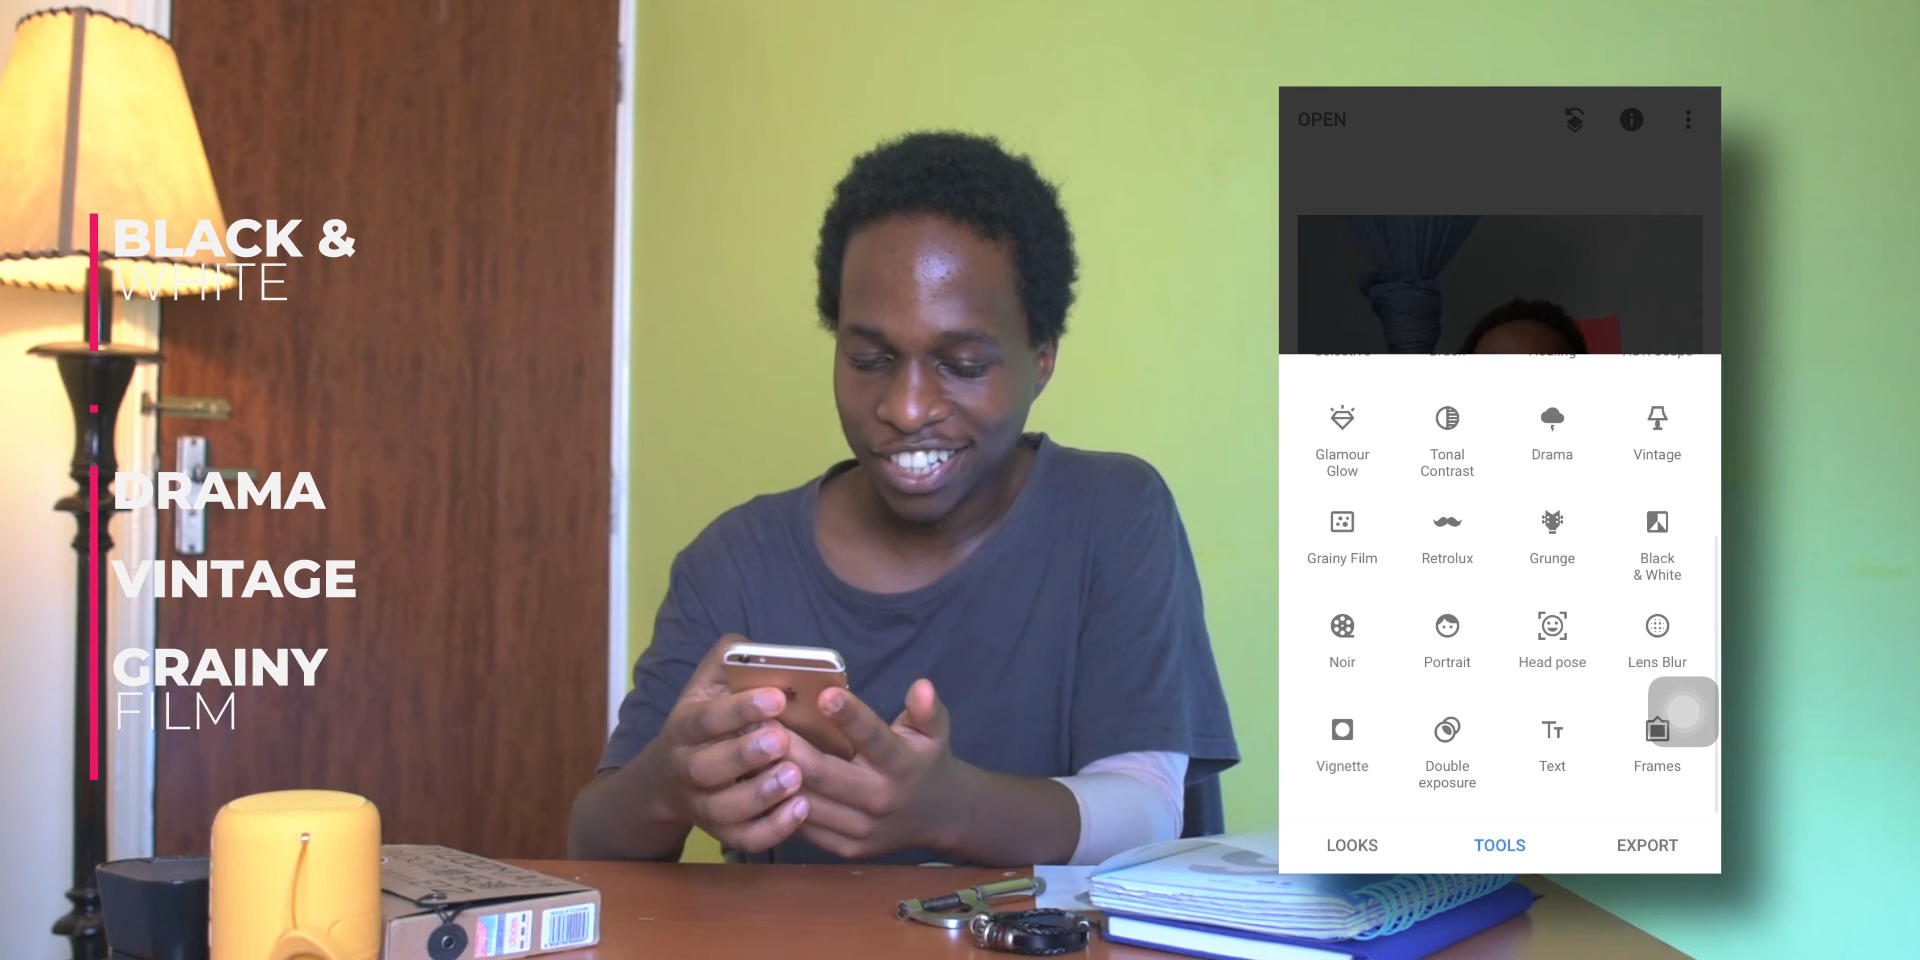 BLACK &
WHITE
DRAMA
VINTAGE
GRAINY
FILM
OPEN
Glamour
Glow
Tonal
Contrast
Drama
Vintage
Grainy Film
Retrolux
Grunge
Black
& White
Noir
Portrait
Head pose
Lens Blur
Vignette
Double
exposure
Text
Frames
LOOKS
TOOLS
EXPORT